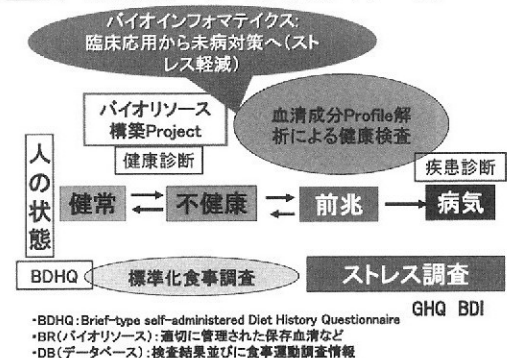 バイオインフォマテイクス:
臨床応用から未病対策へ(スト
レス軽減)
バイオリソース
構築Project
血清成分Profile解
析による健康検査
健康診断
疾患診断
人の状態
健常
不健康
前兆
病気
BDHQ
標準化食事調査
ストレス調査
GHQ BDI
・BDHQ:Brief-type self-administered Diet History Questionnaire
・BR(バイオリソース):適切に管理された保存血清など
・DB(データベース):検査結果並びに食事運動調査情報